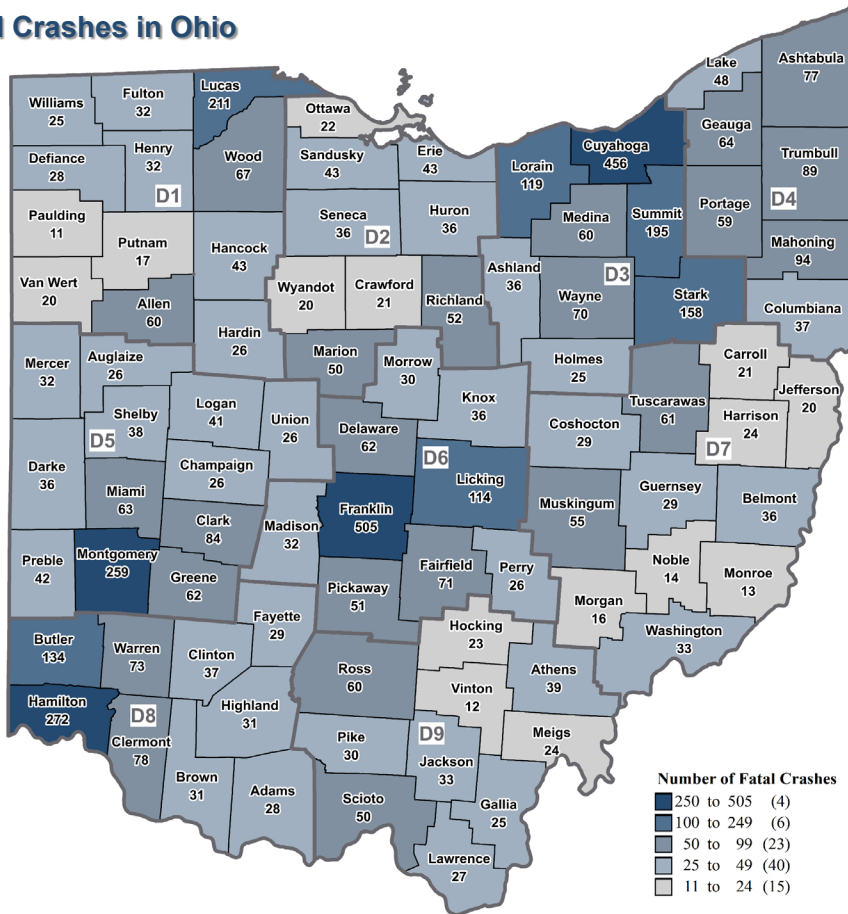 Crashes in Ohio
Williams
25
Fulton
32
Lucas
211
Ottawa
22
Lake
48
Ashtabula
77
Defiance
28
Henry
32
D1
Wood
67
Sandusky
43
Erie
43
Lorain
119
Cuyahoga
456
Geauga
64
Trumbull
89
Paulding
11
Putnam
17
Hancock
43
Seneca
36
D2
Huron
36
Medina
60
Summit
195
Portage
59
D4
Mahoning
94
Van Wert
20
Allen
60
Wyandot
20
Crawford
21
Richland
52
Ashland
36
D3
Wayne
70
Stark
158
Columbiana
37
Mercer
32
Auglaize
26
Hardin
26
Marion
50
Morrow
30
Holmes
25
Carroll
21
Jefferson
20
Shelby
38
D5
Logan
41
Union
26
Delaware
62
Knox
36
Coshocton
29
Tuscarawas
61
Harrison
24
D7
Darke
36
Miami
63
Champaign
26
D6
Licking
114
Muskingum
55
Guernsey
29
Belmont
36
Clark
84
Madison
32
Franklin
505
Preble
42
Montgomery
259
Greene
62
Pickaway
51
Fairfield
71
Perry
26
Noble
14
Monroe
13
Morgan
16
Fayette
29
Hocking
23
Washington
33
Butler
134
Warren
73
Clinton
37
Ross
60
Athens
39
Vinton
12
Hamilton
272
D8
Clermont
78
Highland
31
Pike
30
D9
Jackson
33
Meigs
24
Brown
31
Adams
28
Scioto
50
Gallia
25
Lawrence
27
Number of Fatal Crashes
250 to 505 (4)
100 to 249 (6)
50 to 99 (23)
25 to 49 (40)
11 to 24 (15)